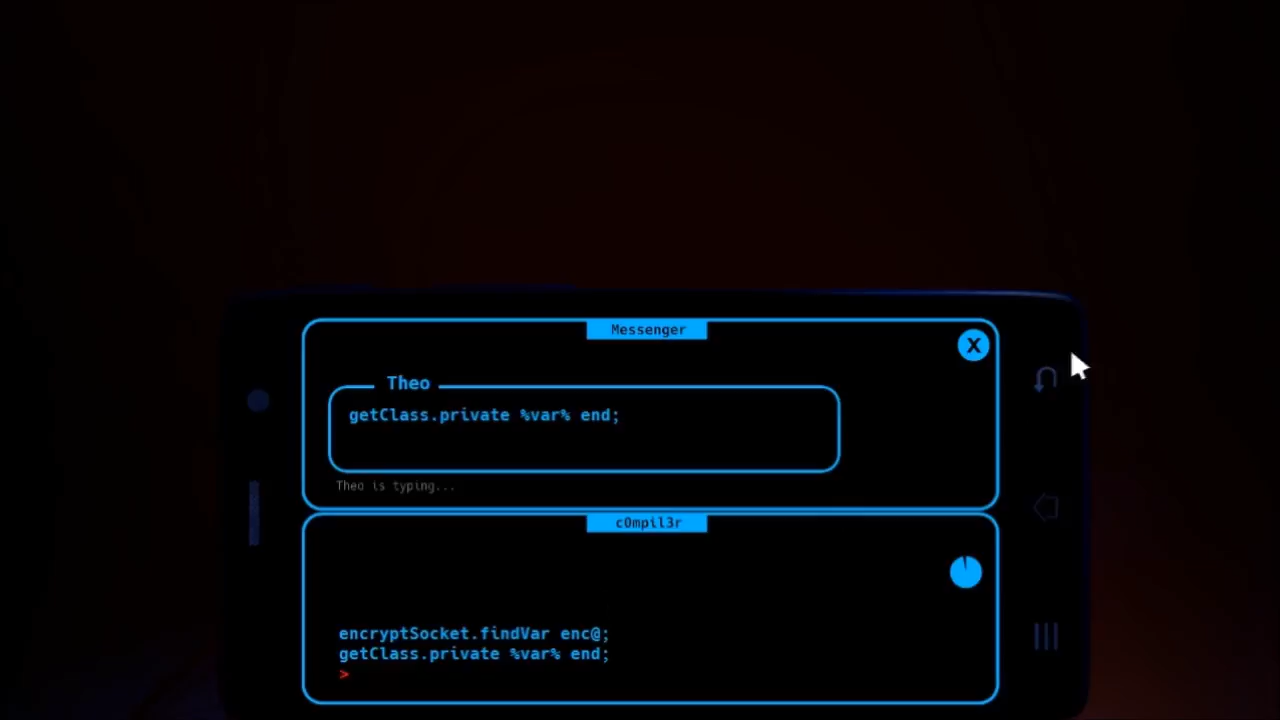 Messenger
X
Theo
getClass.private %var% end;
Theo is typing...
c0mpil3r
encryptSocket.findVar enc@;
getClass.private %var% end;
>